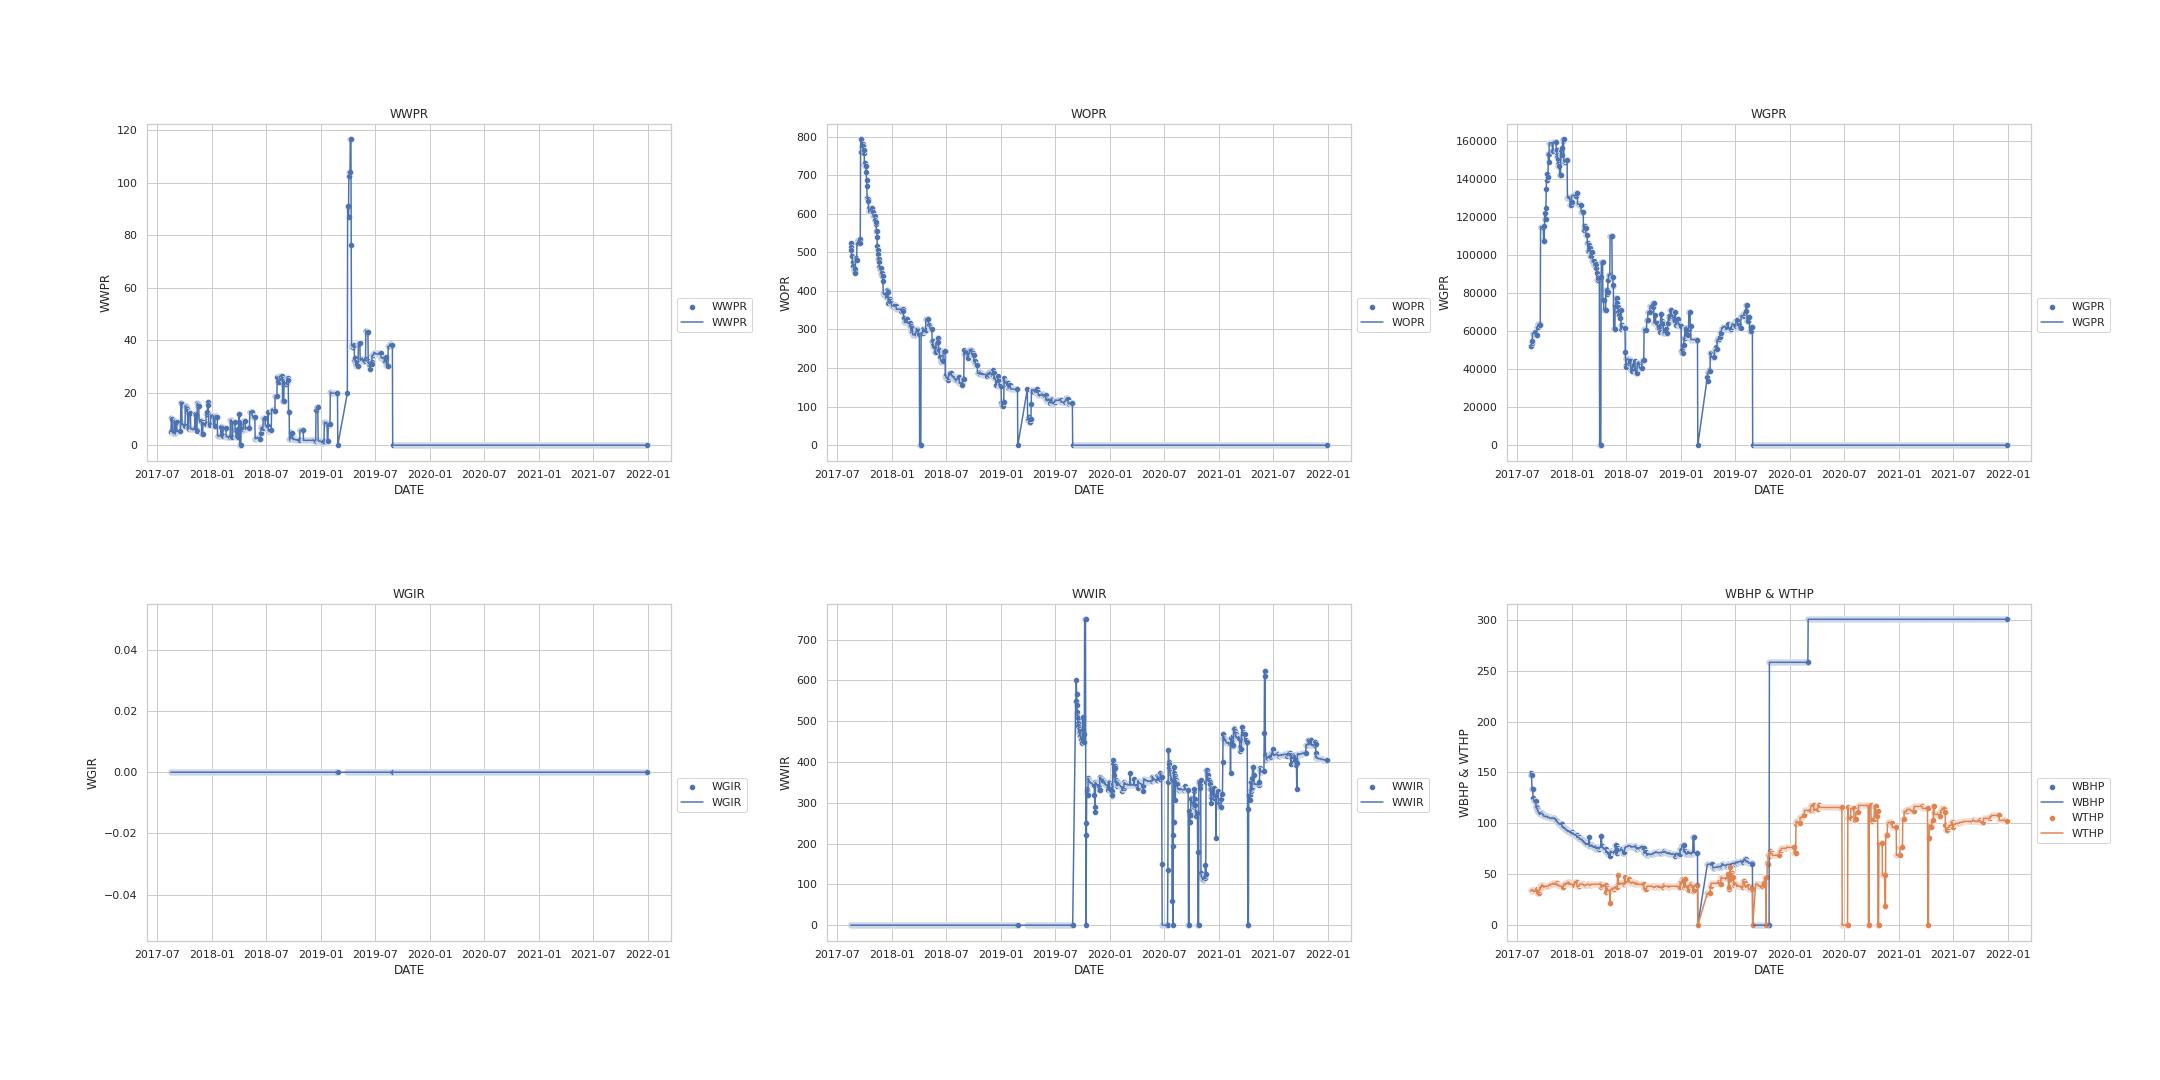 WWPR
120
100
80
60
40
20
0
WWPR
2017-07 2018-01 2018-07 2019-01 2019-07 2020-01 2020-07 2021-01 2021-07 2022-01
DATE
WWPR
WWPR
WOPR
800
700
600
500
400
300
200
100
0
WOPR
2017-07 2018-01 2018-07 2019-01 2019-07 2020-01 2020-07 2021-01 2021-07 2022-01
DATE
WOPR
WOPR
WGPR
160000
140000
120000
100000
80000
60000
40000
20000
0
WGPR
2017-07 2018-01 2018-07 2019-01 2019-07 2020-01 2020-07 2021-01 2021-07 2022-01
DATE
WGPR
WGPR
WGIR
0.04
0.02
0.00
−0.02
−0.04
WGIR
2017-07 2018-01 2018-07 2019-01 2019-07 2020-01 2020-07 2021-01 2021-07 2022-01
DATE
WGIR
WGIR
WWIR
700
600
500
400
300
200
100
0
WWIR
2017-07 2018-01 2018-07 2019-01 2019-07 2020-01 2020-07 2021-01 2021-07 2022-01
DATE
WWIR
WWIR
WBHP & WTHP
300
250
200
150
100
50
0
WBHP & WTHP
2017-07 2018-01 2018-07 2019-01 2019-07 2020-01 2020-07 2021-01 2021-07 2022-01
DATE
WBHP
WBHP
WTHP
WTHP